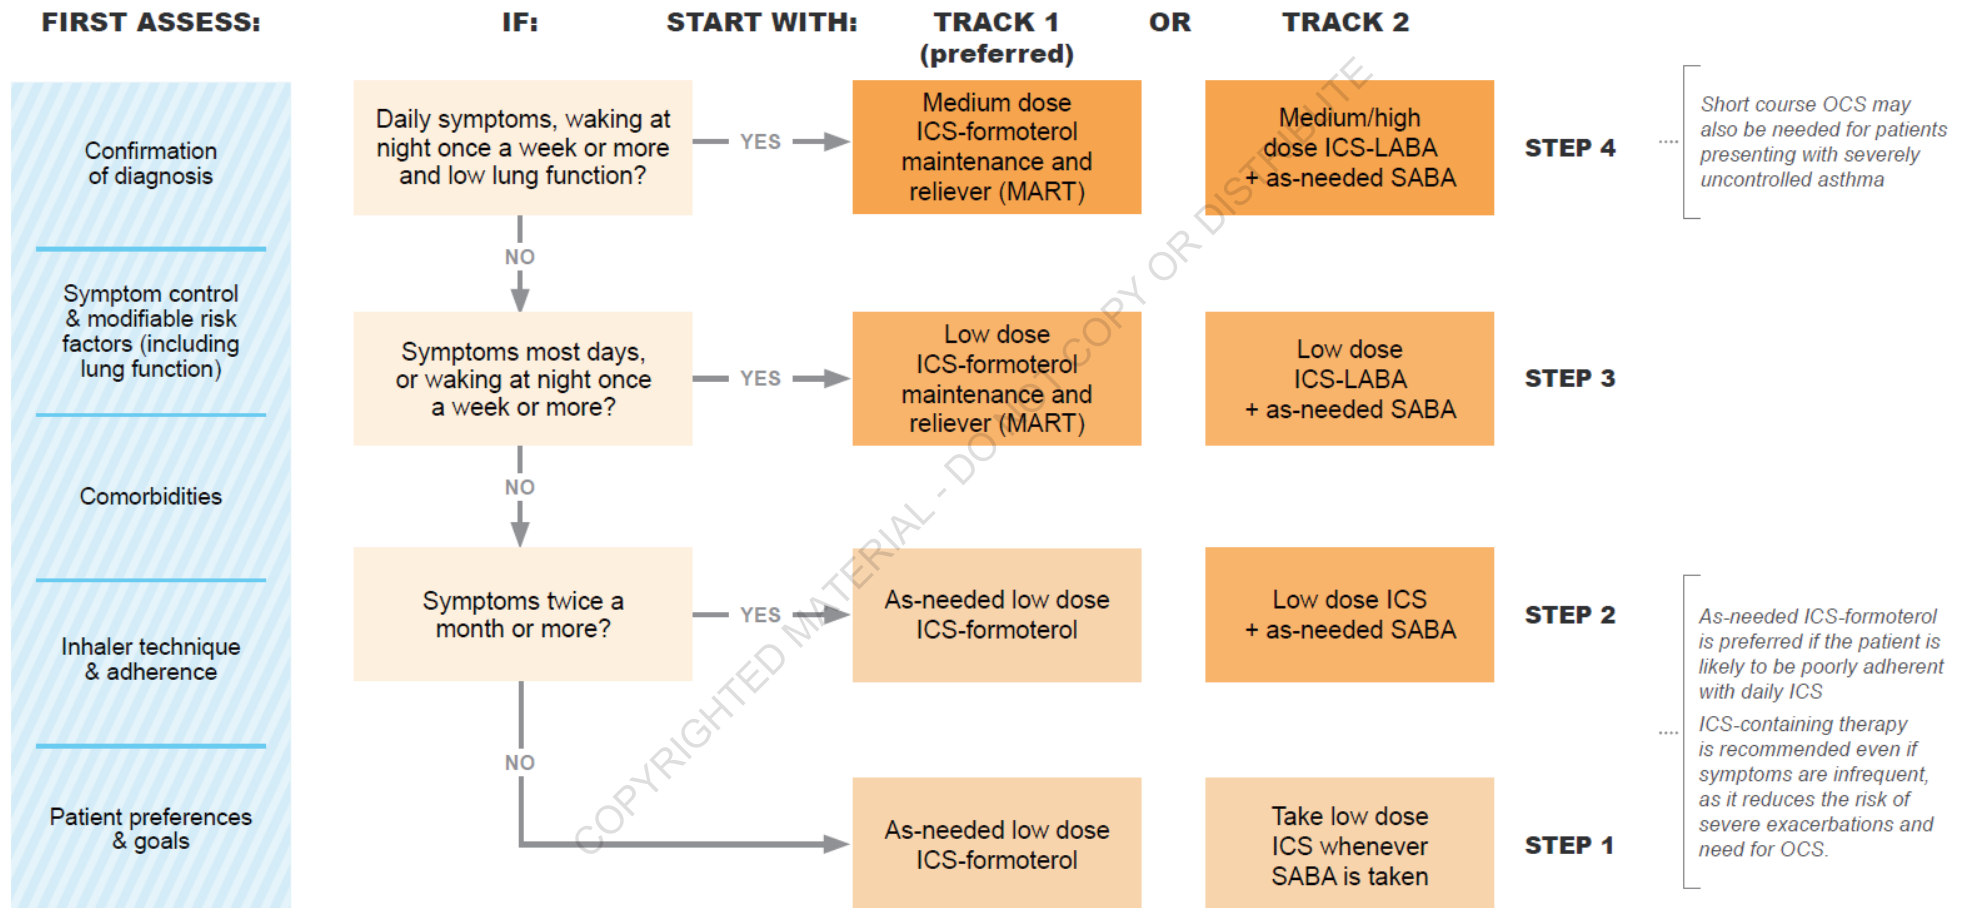 FIRST ASSESS:
IF:
START WITH:
TRACK 1
(preferred)
OR
TRACK 2
Confirmation
of diagnosis
Symptom control
& modifiable risk
factors (including
lung function)
Comorbidities
Inhaler technique
& adherence
Patient preferences
& goals
Daily symptoms, waking at
night once a week or more
and low lung function?
YES
Medium dose
ICS-formoterol
maintenance and
reliever (MART)
Medium/high
dose ICS-LABA
+ as-needed SABA
STEP 4
Short course OCS may
also be needed for patients
presenting with severely
uncontrolled asthma
NO
Symptoms most days,
or waking at night once
a week or more?
YES
Low dose
ICS-formoterol
maintenance and
reliever (MART)
Low dose
ICS-LABA
+ as-needed SABA
STEP 3
NO
Symptoms twice a
month or more?
YES
As-needed low dose
ICS-formoterol
Low dose ICS
+ as-needed SABA
STEP 2
NO
As-needed low dose
ICS-formoterol
Take low dose
ICS whenever
SABA is taken
STEP 1
As-needed ICS-formoterol
is preferred if the patient is
likely to be poorly adherent
with daily ICS
ICS-containing therapy
is recommended even if
symptoms are infrequent,
as it reduces the risk of
severe exacerbations and
need for OCS.
COPYRIGHTED MATERIAL - DO NOT COPY OR DISTRIBUTE